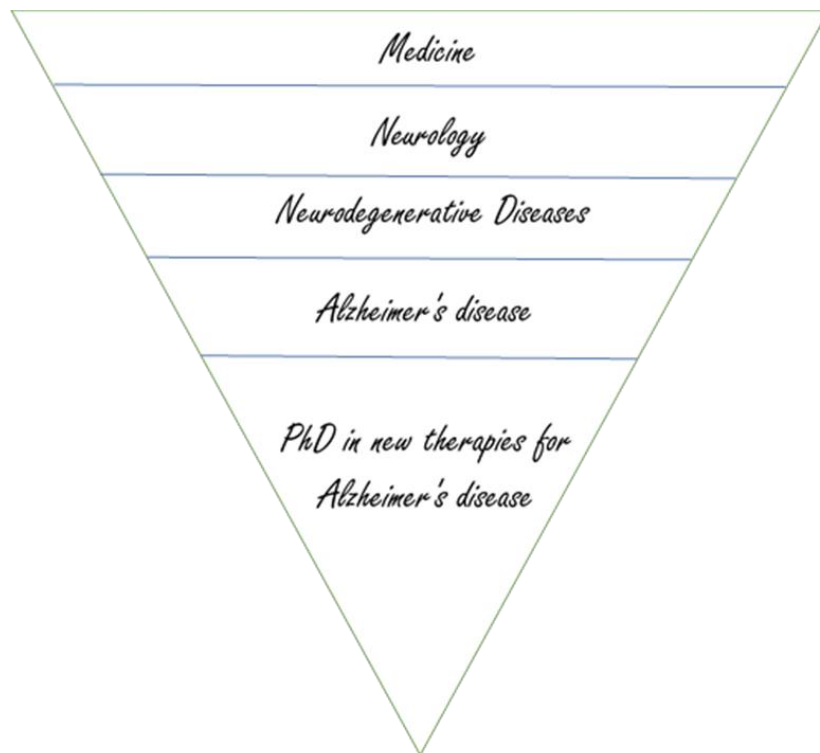 Medicine
Neurology
Neurodegenerative Diseases
Alzheimer's disease
PhD in new therapies for
Alzheimer's disease